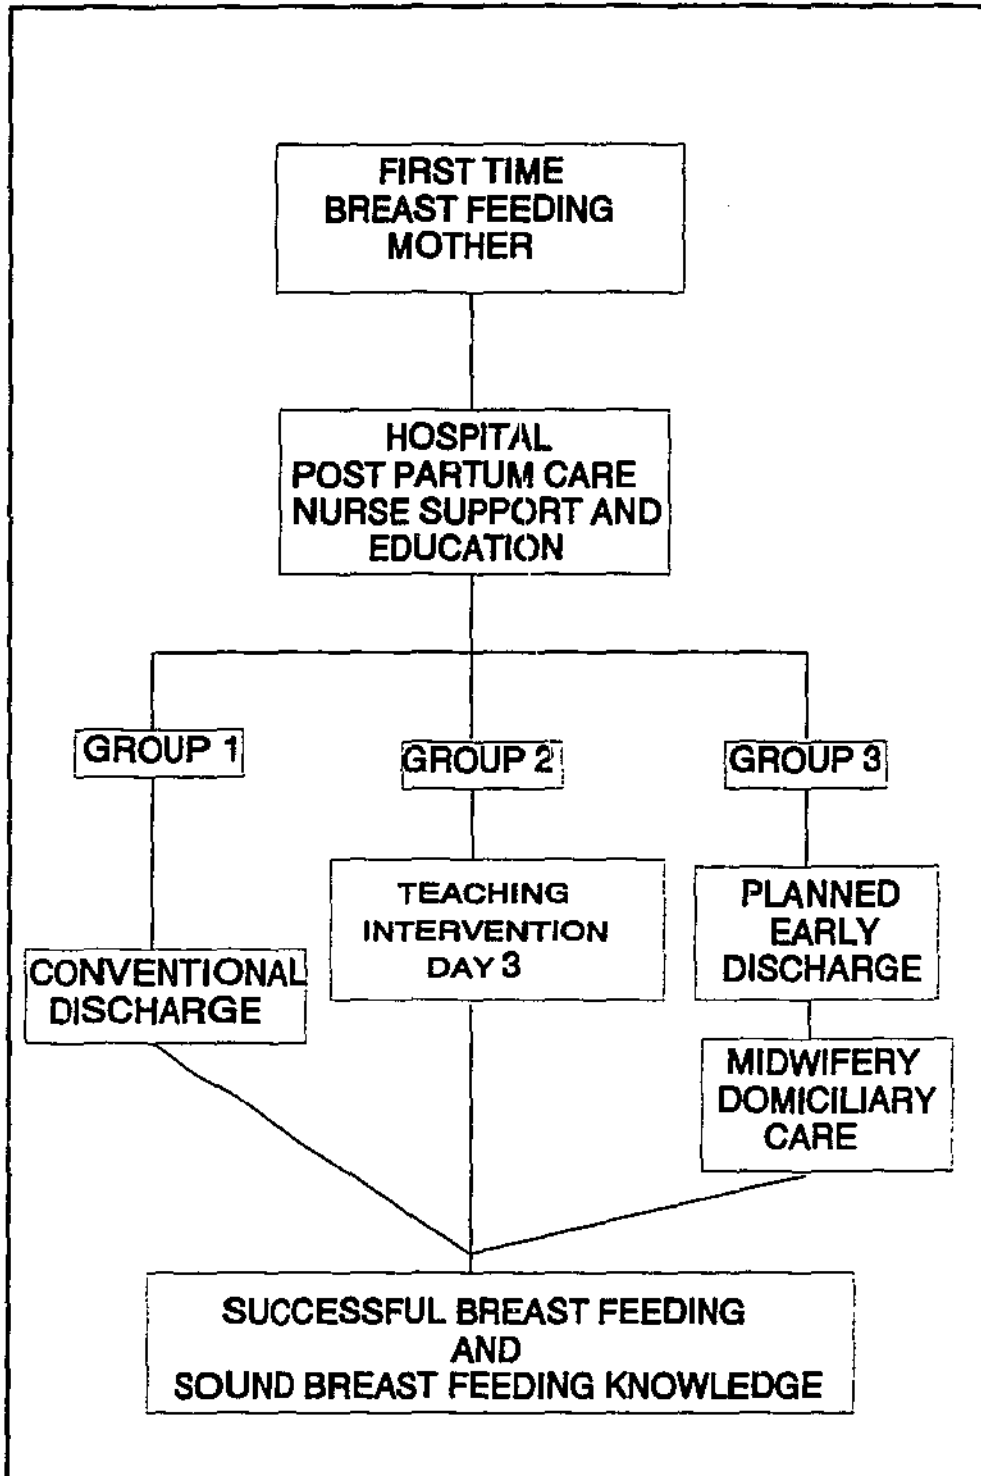 FIRST TIME
BREAST FEEDING
MOTHER
HOSPITAL
POST PARTUM CARE
NURSE SUPPORT AND
EDUCATION
GROUP 1
GROUP 2
GROUP 3
CONVENTIONAL
DISCHARGE
TEACHING
INTERVENTION
DAY 3
PLANNED
EARLY
DISCHARGE
MIDWIFERY
DOMICILIARY
CARE
SUCCESSFUL BREAST FEEDING
AND
SOUND BREAST FEEDING KNOWLEDGE